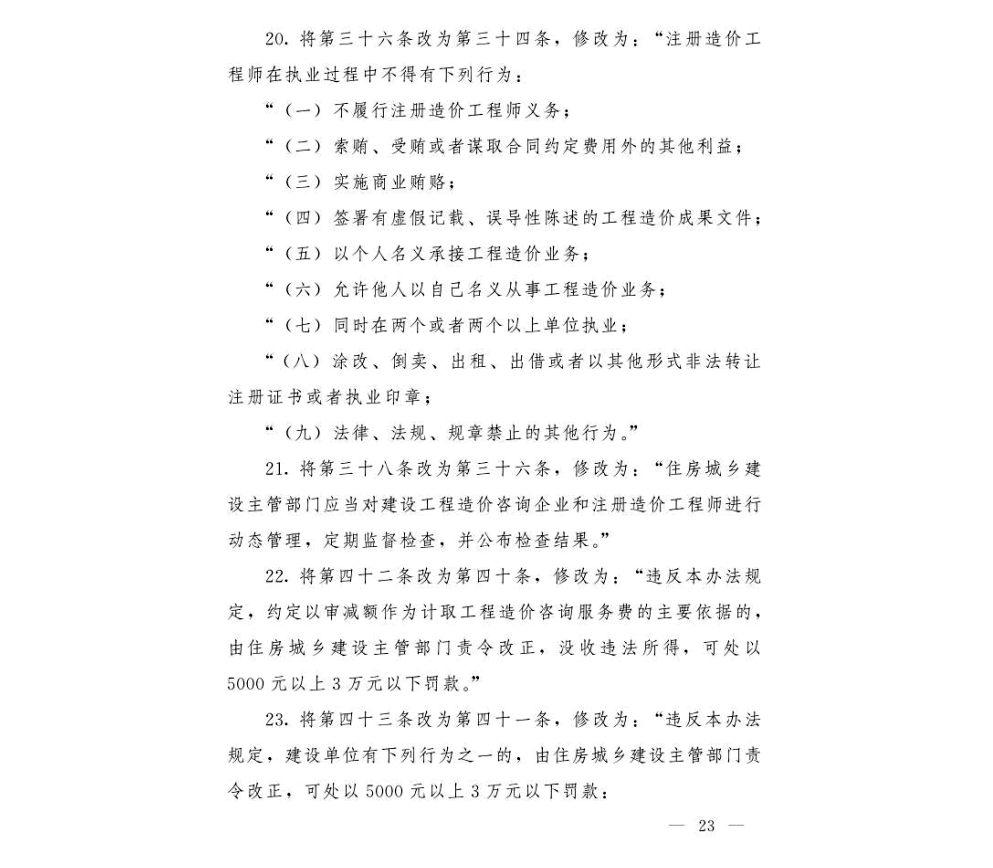 20. 将第三十六条改为第三十四条，修改为：“注册造价工
程师在执业过程中不得有下列行为：
“（一）不履行注册造价工程师义务；
“（二）索贿、受贿或者谋取合同约定费用外的其他利益；
“（三）实施商业贿赂；
“（四）签署有虚假记载、误导性陈述的工程造价成果文件；
“（五）以个人名义承接工程造价业务；
“（六）允许他人以自己名义从事工程造价业务；
“（七）同时在两个或者两个以上单位执业；
“（八）涂改、倒卖、出租、出借或者以其他形式非法转让
注册证书或者执业印章；
“（九）法律、法规、规章禁止的其他行为。”
21. 将第三十八条改为第三十六条，修改为：“住房城乡建
设主管部门应当对建设工程造价咨询企业和注册造价工程师进行
动态管理，定期监督检查，并公布检查结果。”
22. 将第四十二条改为第四十条，修改为：“违反本办法规
定，约定以审减额作为计取工程造价咨询服务费的主要依据的，
由住房城乡建设主管部门责令改正，没收违法所得，可处以
5000 元以上 3 万元以下罚款。”
23. 将第四十三条改为第四十一条，修改为：“违反本办法
规定，建设单位有下列行为之一的，由住房城乡建设主管部门责
令改正，可处以 5000 元以上 3 万元以下罚款：
— 23 —